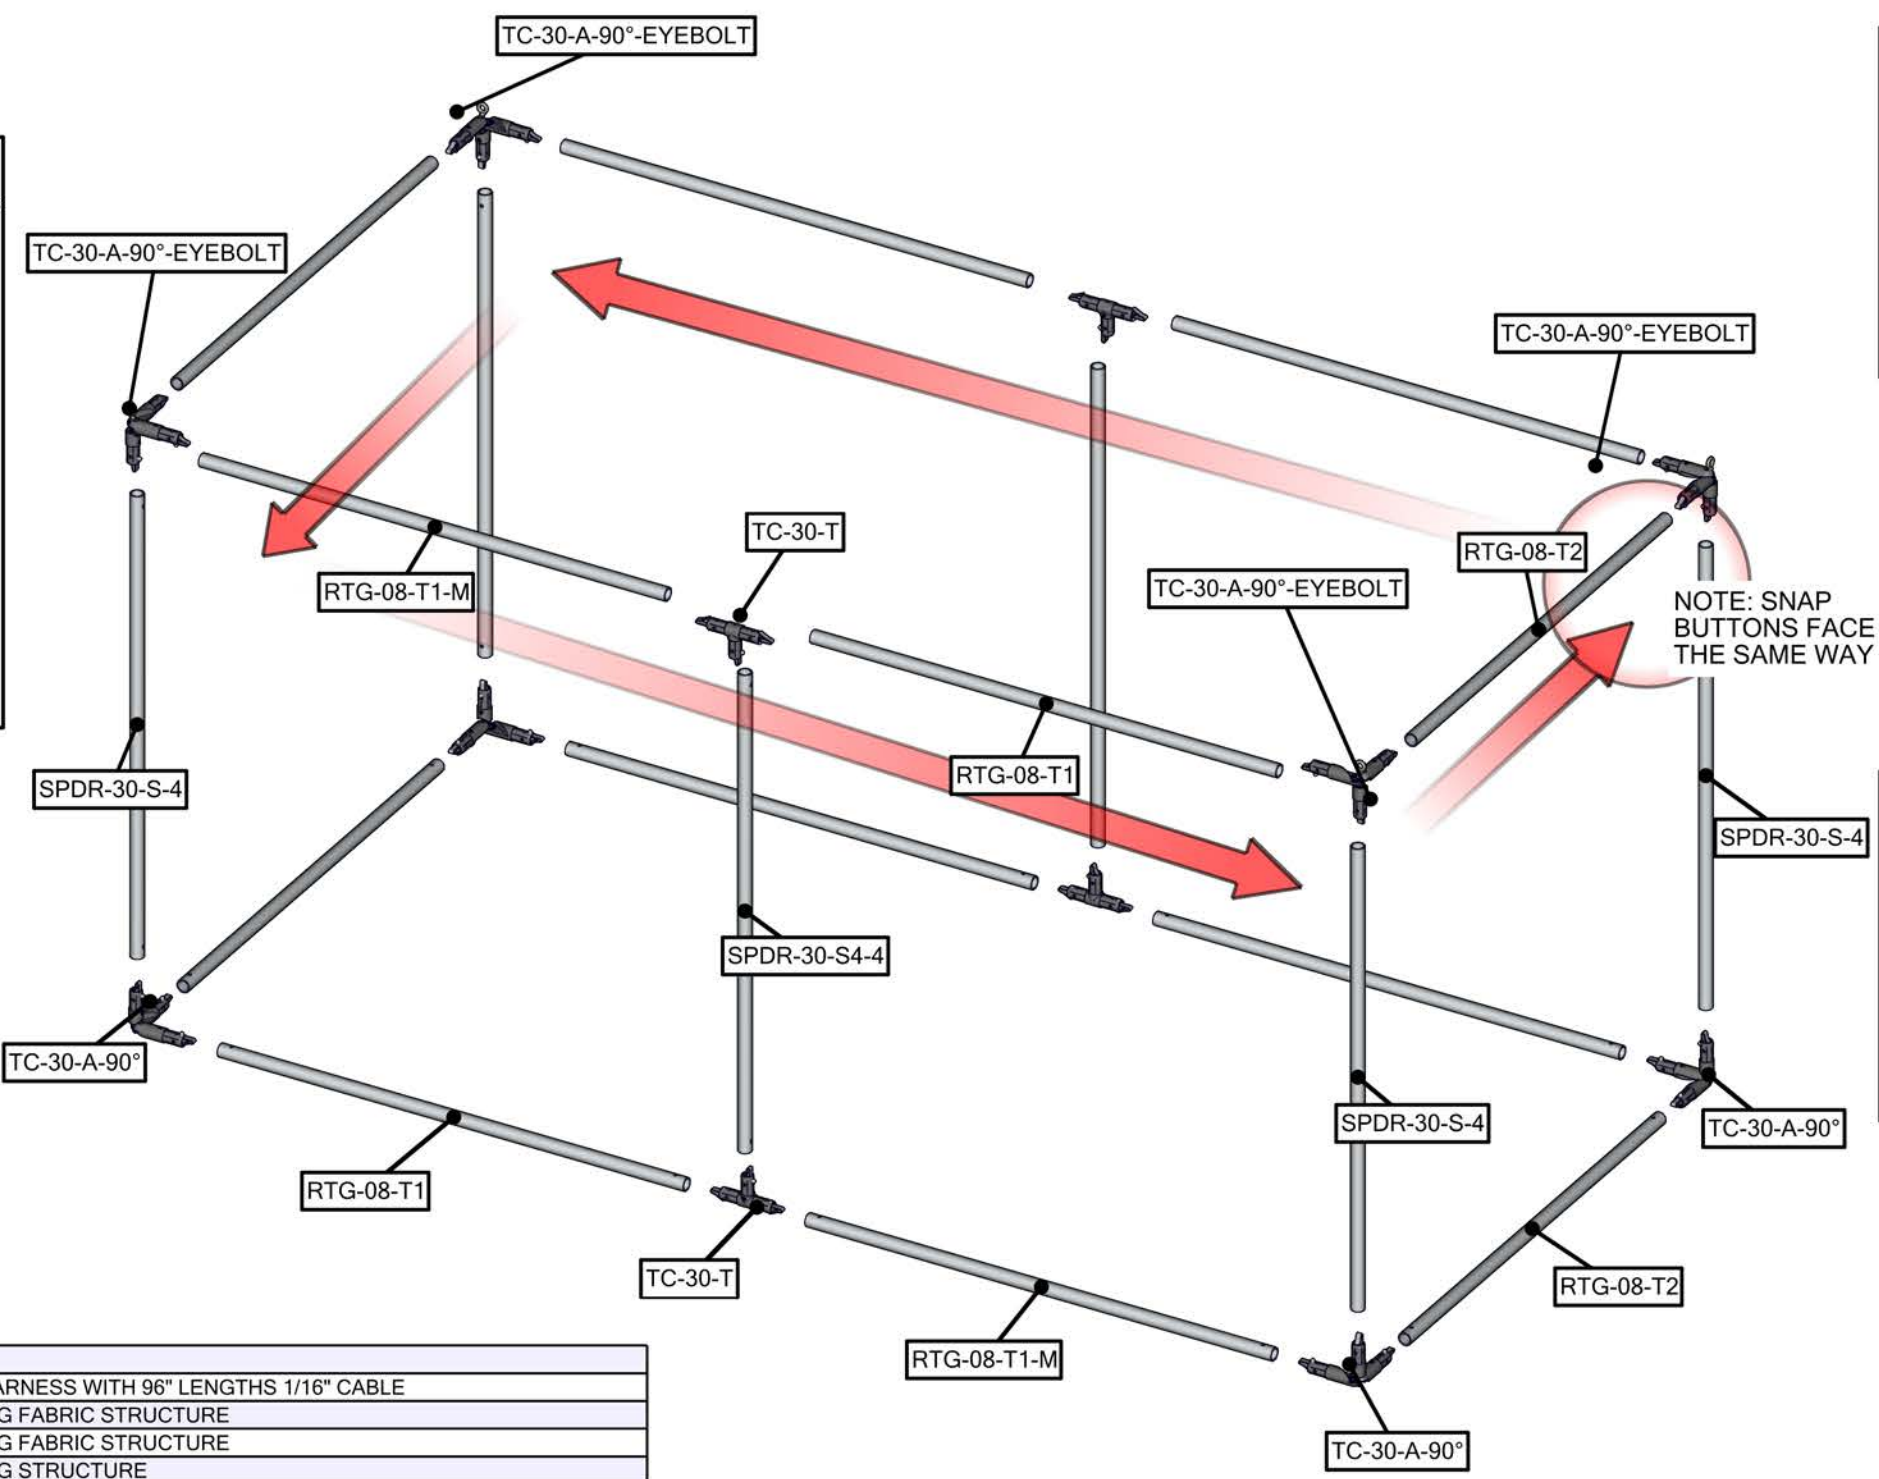 TC-30-A-90°-EYEBOLT
TC-30-A-90°-EYEBOLT
TC-30-A-90°-EYEBOLT
TC-30-T
RTG-08-T2
RTG-08-T1-M
TC-30-A-90°-EYEBOLT
NOTE: SNAP
BUTTONS FACE
THE SAME WAY
RTG-08-T1
SPDR-30-S-4
SPDR-30-S-4
SPDR-30-S4-4
TC-30-A-90°
SPDR-30-S-4
TC-30-A-90°
RTG-08-T1
TC-30-T
RTG-08-T2
RTG-08-T1-M
TC-30-A-90°
ARNESS WITH 96" LENGTHS 1/16" CABLE
G FABRIC STRUCTURE
G FABRIC STRUCTURE
G STRUCTURE